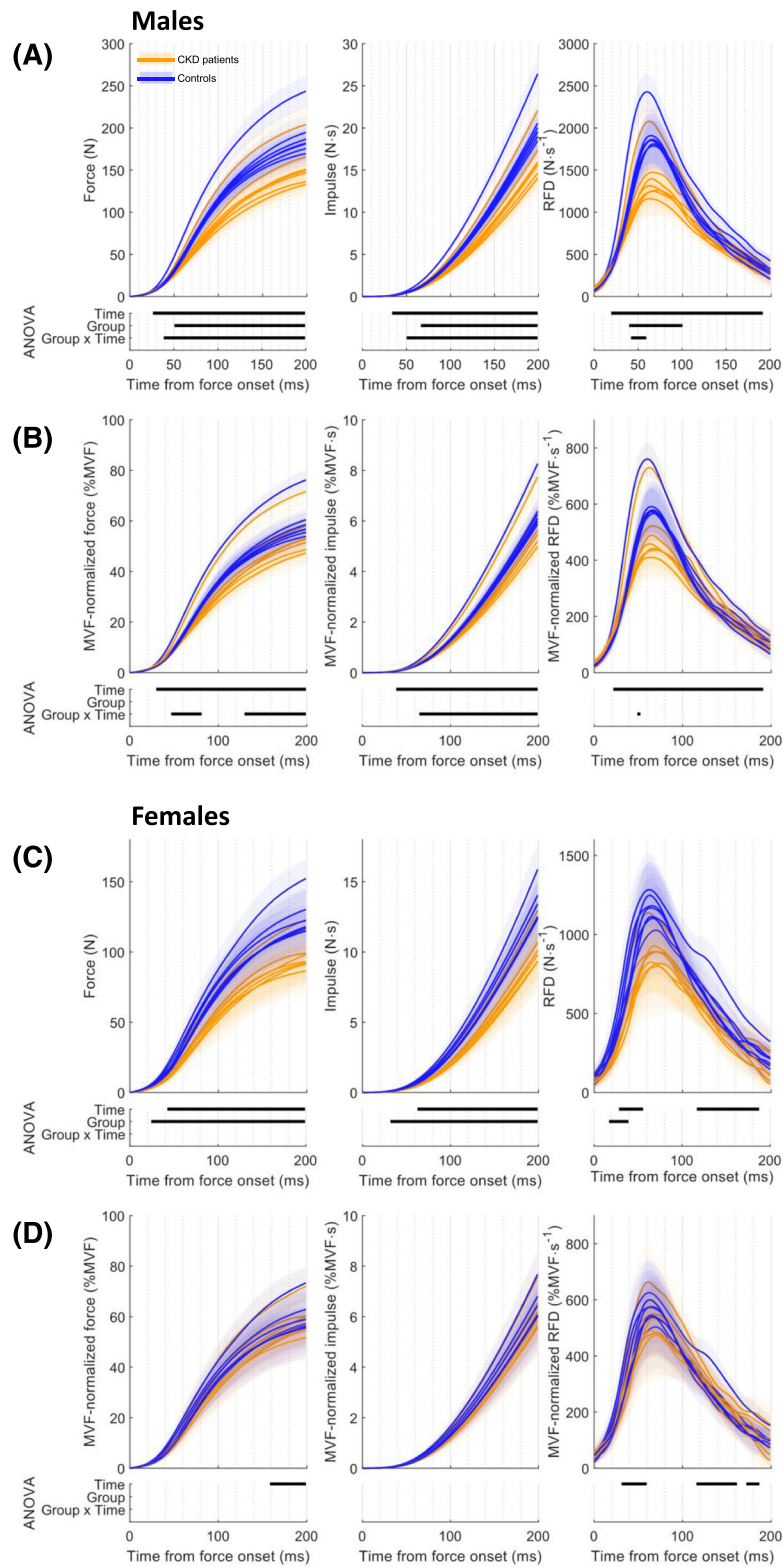 Males
(A)
CKD patients
Controls
Force (N)
300
250
200
150
100
50
0
Impulse (N·s)
30
25
20
15
10
5
0
RFD (N·s⁻¹)
3000
2500
2000
1500
1000
500
0
ANOVA
Time
Group
Group x Time
0 50 100 150 200
0 50 100 150 200
0 50 100 150 200
Time from force onset (ms)
Time from force onset (ms)
Time from force onset (ms)
(B)
MVF-normalized force (%MVF)
100
80
60
40
20
0
MVF-normalized impulse (%MVF·s)
10
8
6
4
2
0
MVF-normalized RFD (%MVF·s⁻¹)
800
600
400
200
0
ANOVA
Time
Group
Group x Time
0 100 200
0 100 200
0 100 200
Time from force onset (ms)
Time from force onset (ms)
Time from force onset (ms)
Females
(C)
Force (N)
150
100
50
0
Impulse (N·s)
15
10
5
0
RFD (N·s⁻¹)
1500
1000
500
0
ANOVA
Time
Group
Group x Time
0 100 200
0 100 200
0 100 200
Time from force onset (ms)
Time from force onset (ms)
Time from force onset (ms)
(D)
MVF-normalized force (%MVF)
100
80
60
40
20
0
MVF-normalized impulse (%MVF·s)
10
8
6
4
2
0
MVF-normalized RFD (%MVF·s⁻¹)
800
600
400
200
0
ANOVA
Time
Group
Group x Time
0 100 200
0 100 200
0 100 200
Time from force onset (ms)
Time from force onset (ms)
Time from force onset (ms)